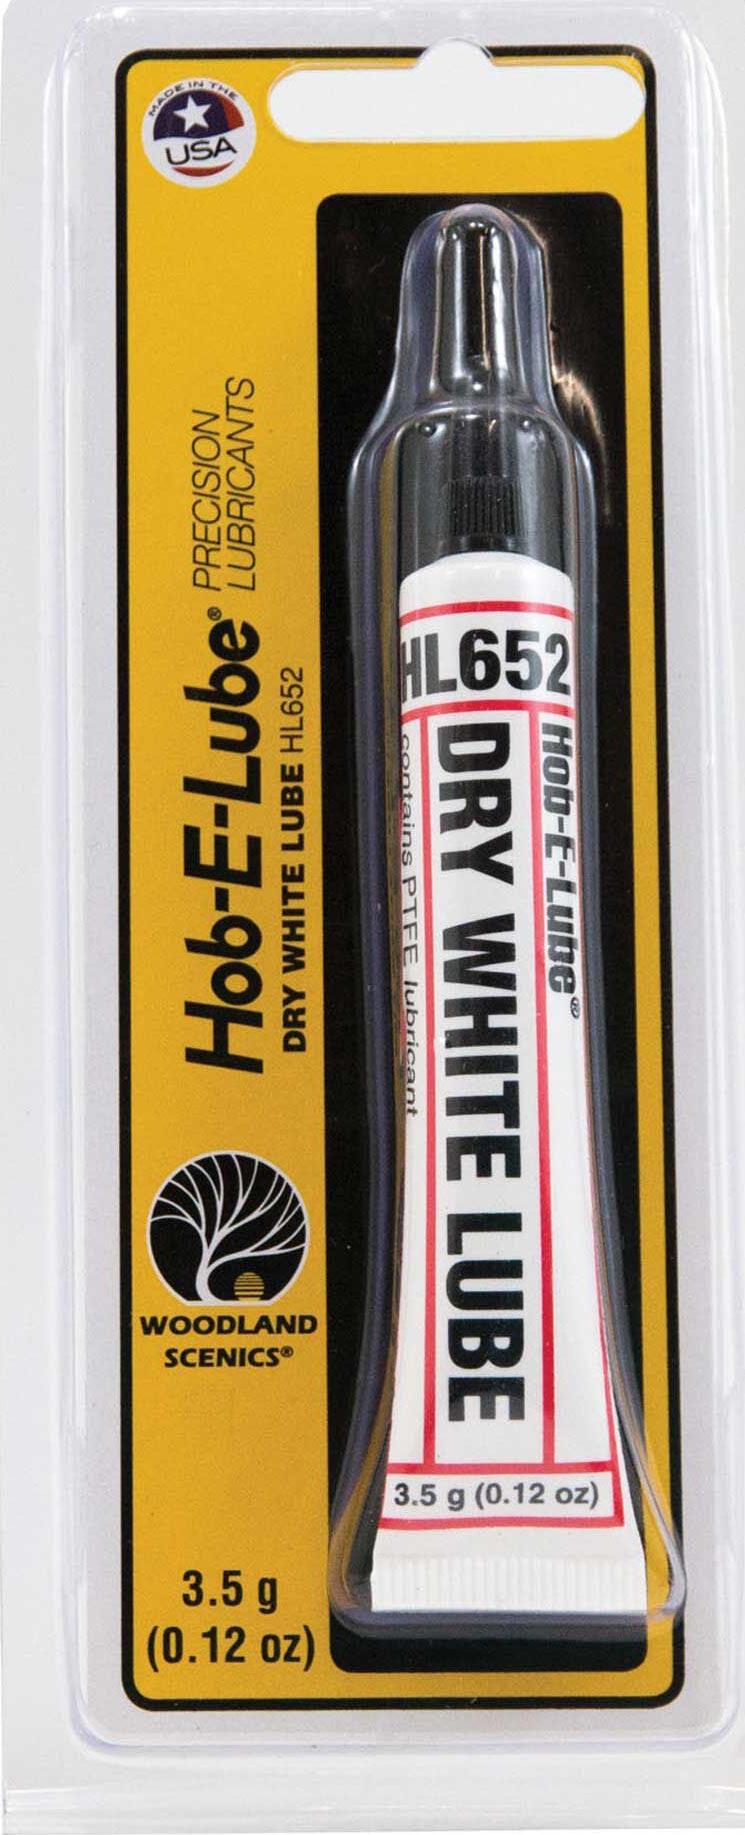 MADE IN THE
USA
Hob-E-Lube® PRECISION
LUBRICANTS
DRY WHITE LUBE HL652
WOODLAND
SCENICS®
3.5 g
(0.12 oz)
HL652
Hob-E-Lube®
DRY WHITE LUBE
contains PTFE lubricant
3.5 g (0.12 oz)